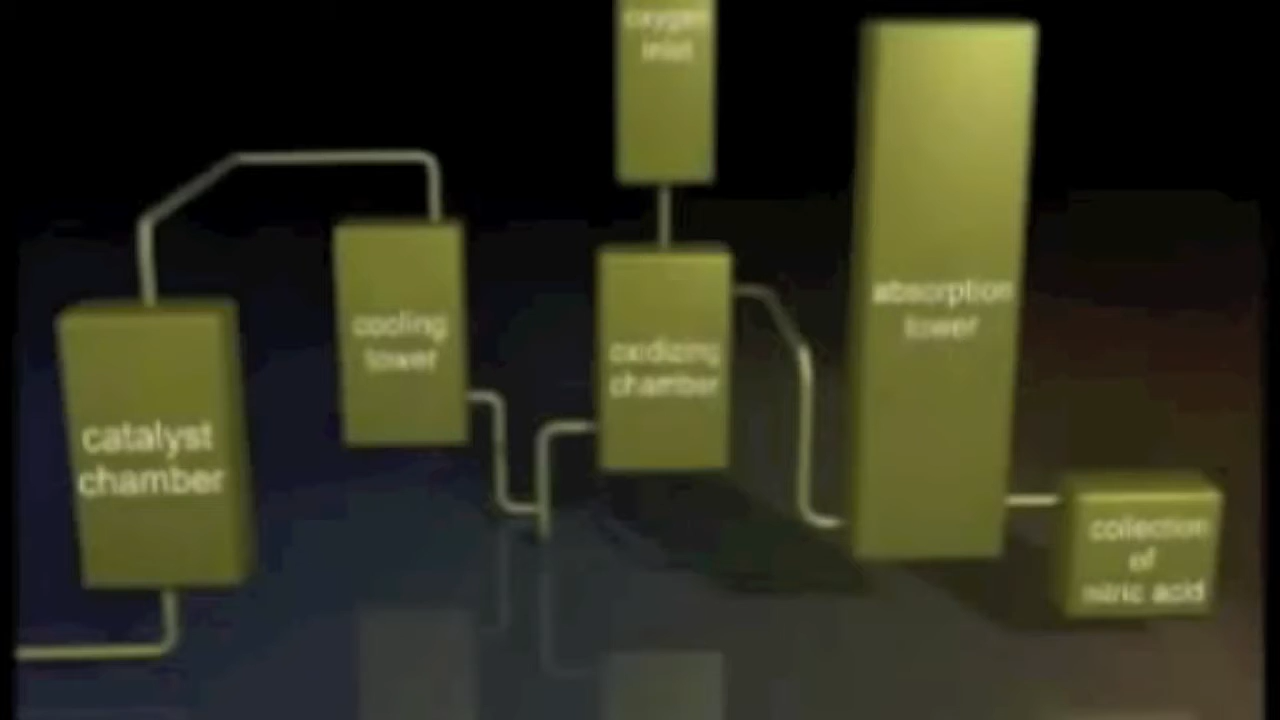 oxygen
inlet
absorption
tower
cooling
tower
oxidizing
chamber
catalyst
chamber
collection
of
nitric acid